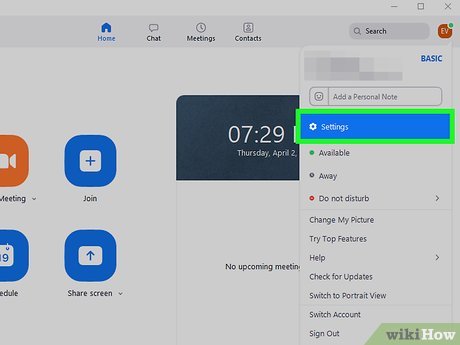 Home
Chat
Meetings
Contacts
Search
EV
BASIC
Add a Personal Note
Settings
Available
Away
Do not disturb
Change My Picture
Try Top Features
Help
Check for Updates
Switch to Portrait View
Switch Account
Sign Out
07:29
Thursday, April 2,
No upcoming meeting
Meeting
Join
19
edule
Share screen
wikiHow